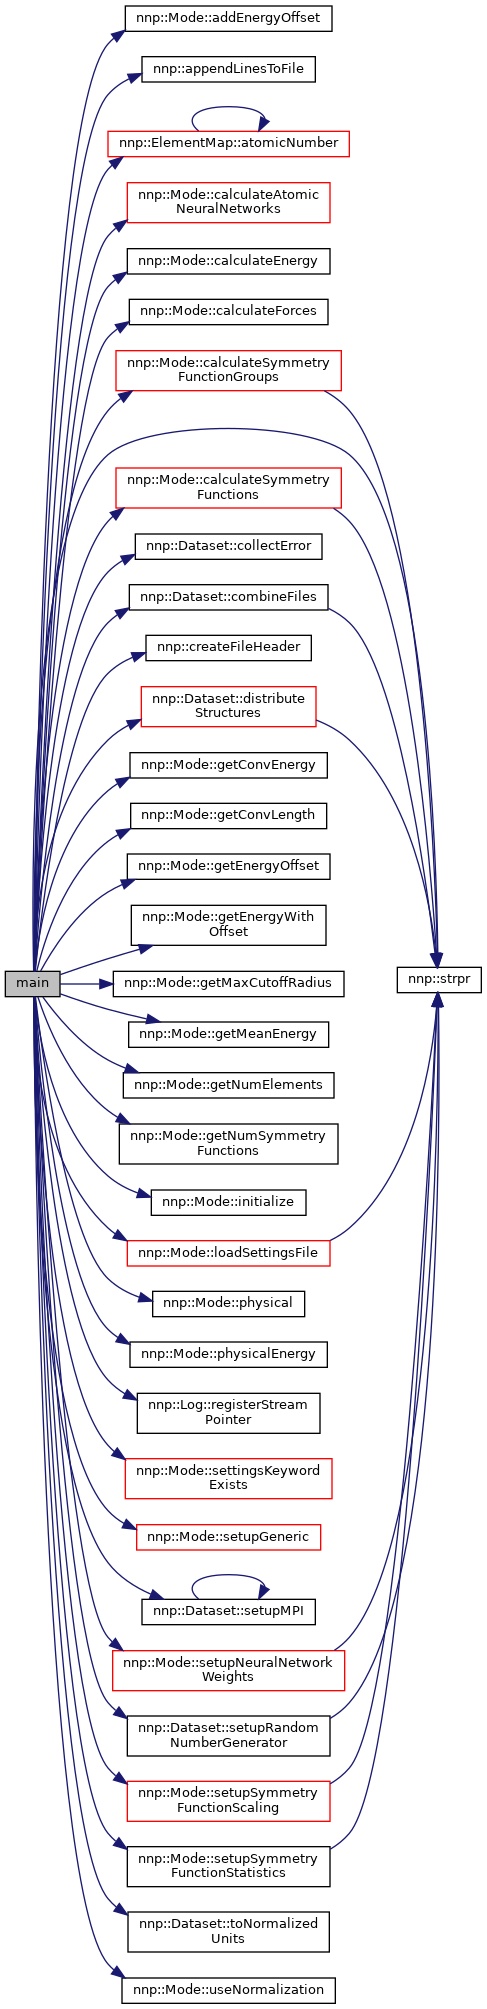 nnp::Mode::addEnergyOffset
nnp::appendLinesToFile
nnp::ElementMap::atomicNumber
nnp::Mode::calculateAtomic
NeuralNetworks
nnp::Mode::calculateEnergy
nnp::Mode::calculateForces
nnp::Mode::calculateSymmetry
FunctionGroups
nnp::Mode::calculateSymmetry
Functions
nnp::Dataset::collectError
nnp::Dataset::combineFiles
nnp::createFileHeader
nnp::Dataset::distribute
Structures
nnp::Mode::getConvEnergy
nnp::Mode::getConvLength
nnp::Mode::getEnergyOffset
nnp::Mode::getEnergyWith
Offset
main
nnp::Mode::getMaxCutoffRadius
nnp::strpr
nnp::Mode::getMeanEnergy
nnp::Mode::getNumElements
nnp::Mode::getNumSymmetry
Functions
nnp::Mode::initialize
nnp::Mode::loadSettingsFile
nnp::Mode::physical
nnp::Mode::physicalEnergy
nnp::Log::registerStream
Pointer
nnp::Mode::settingsKeyword
Exists
nnp::Mode::setupGeneric
nnp::Dataset::setupMPI
nnp::Mode::setupNeuralNetwork
Weights
nnp::Dataset::setupRandom
NumberGenerator
nnp::Mode::setupSymmetry
FunctionScaling
nnp::Mode::setupSymmetry
FunctionStatistics
nnp::Dataset::toNormalized
Units
nnp::Mode::useNormalization